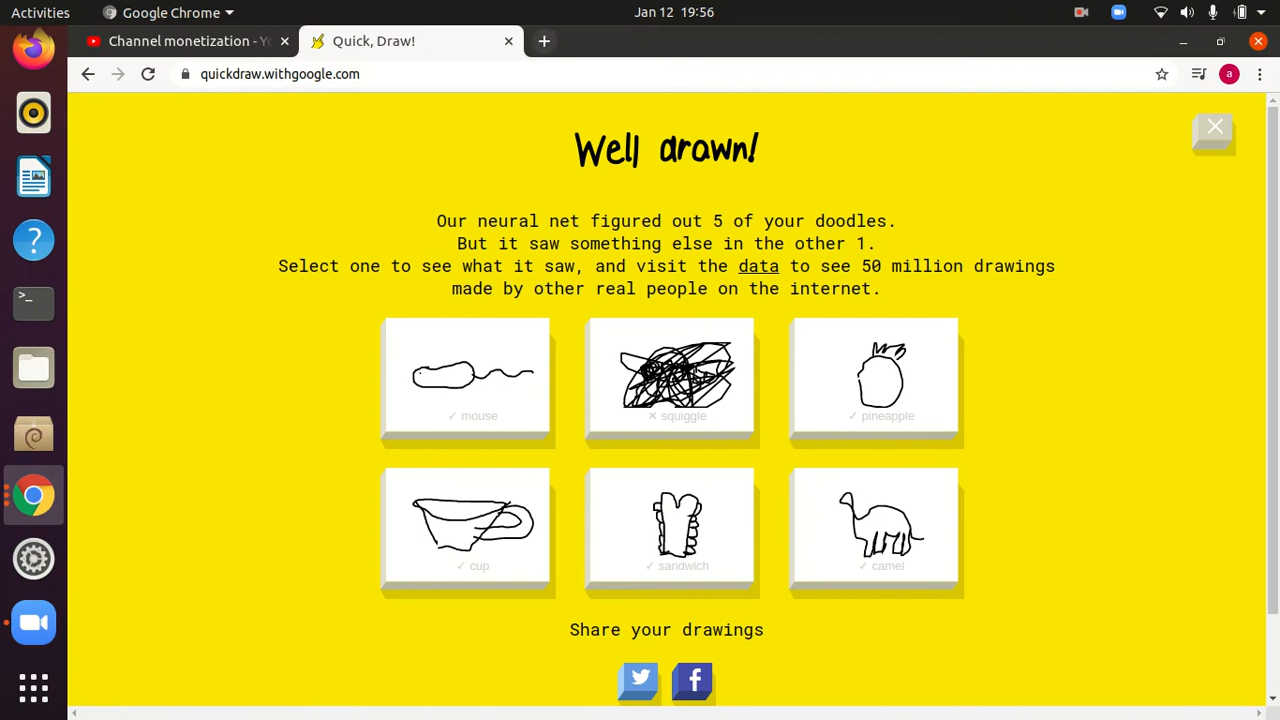 Activities
Google Chrome
Jan 12 19:56
Channel monetization - Yo
Quick, Draw!
quickdraw.withgoogle.com
a
Well drawn!
Our neural net figured out 5 of your doodles.
But it saw something else in the other 1.
Select one to see what it saw, and visit the data to see 50 million drawings
made by other real people on the internet.
✓ mouse
✕ squiggle
✓ pineapple
✓ cup
✓ sandwich
✓ camel
Share your drawings